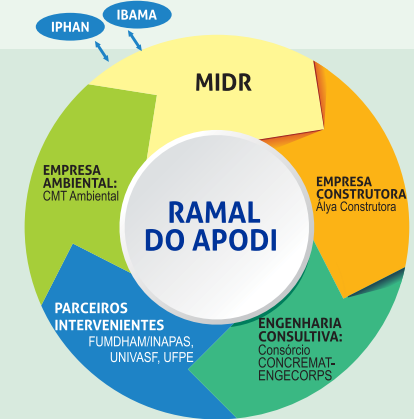 IPHAN
IBAMA
MIDR
EMPRESA
AMBIENTAL:
CMT Ambiental
EMPRESA
CONSTRUTORA
Álya Construtora
RAMAL
DO APODI
PARCEIROS
INTERVENIENTES
FUMDHAM/INAPAS,
UNIVASF, UFPE
ENGENHARIA
CONSULTIVA:
Consórcio
CONCREMAT-
ENGECORPS